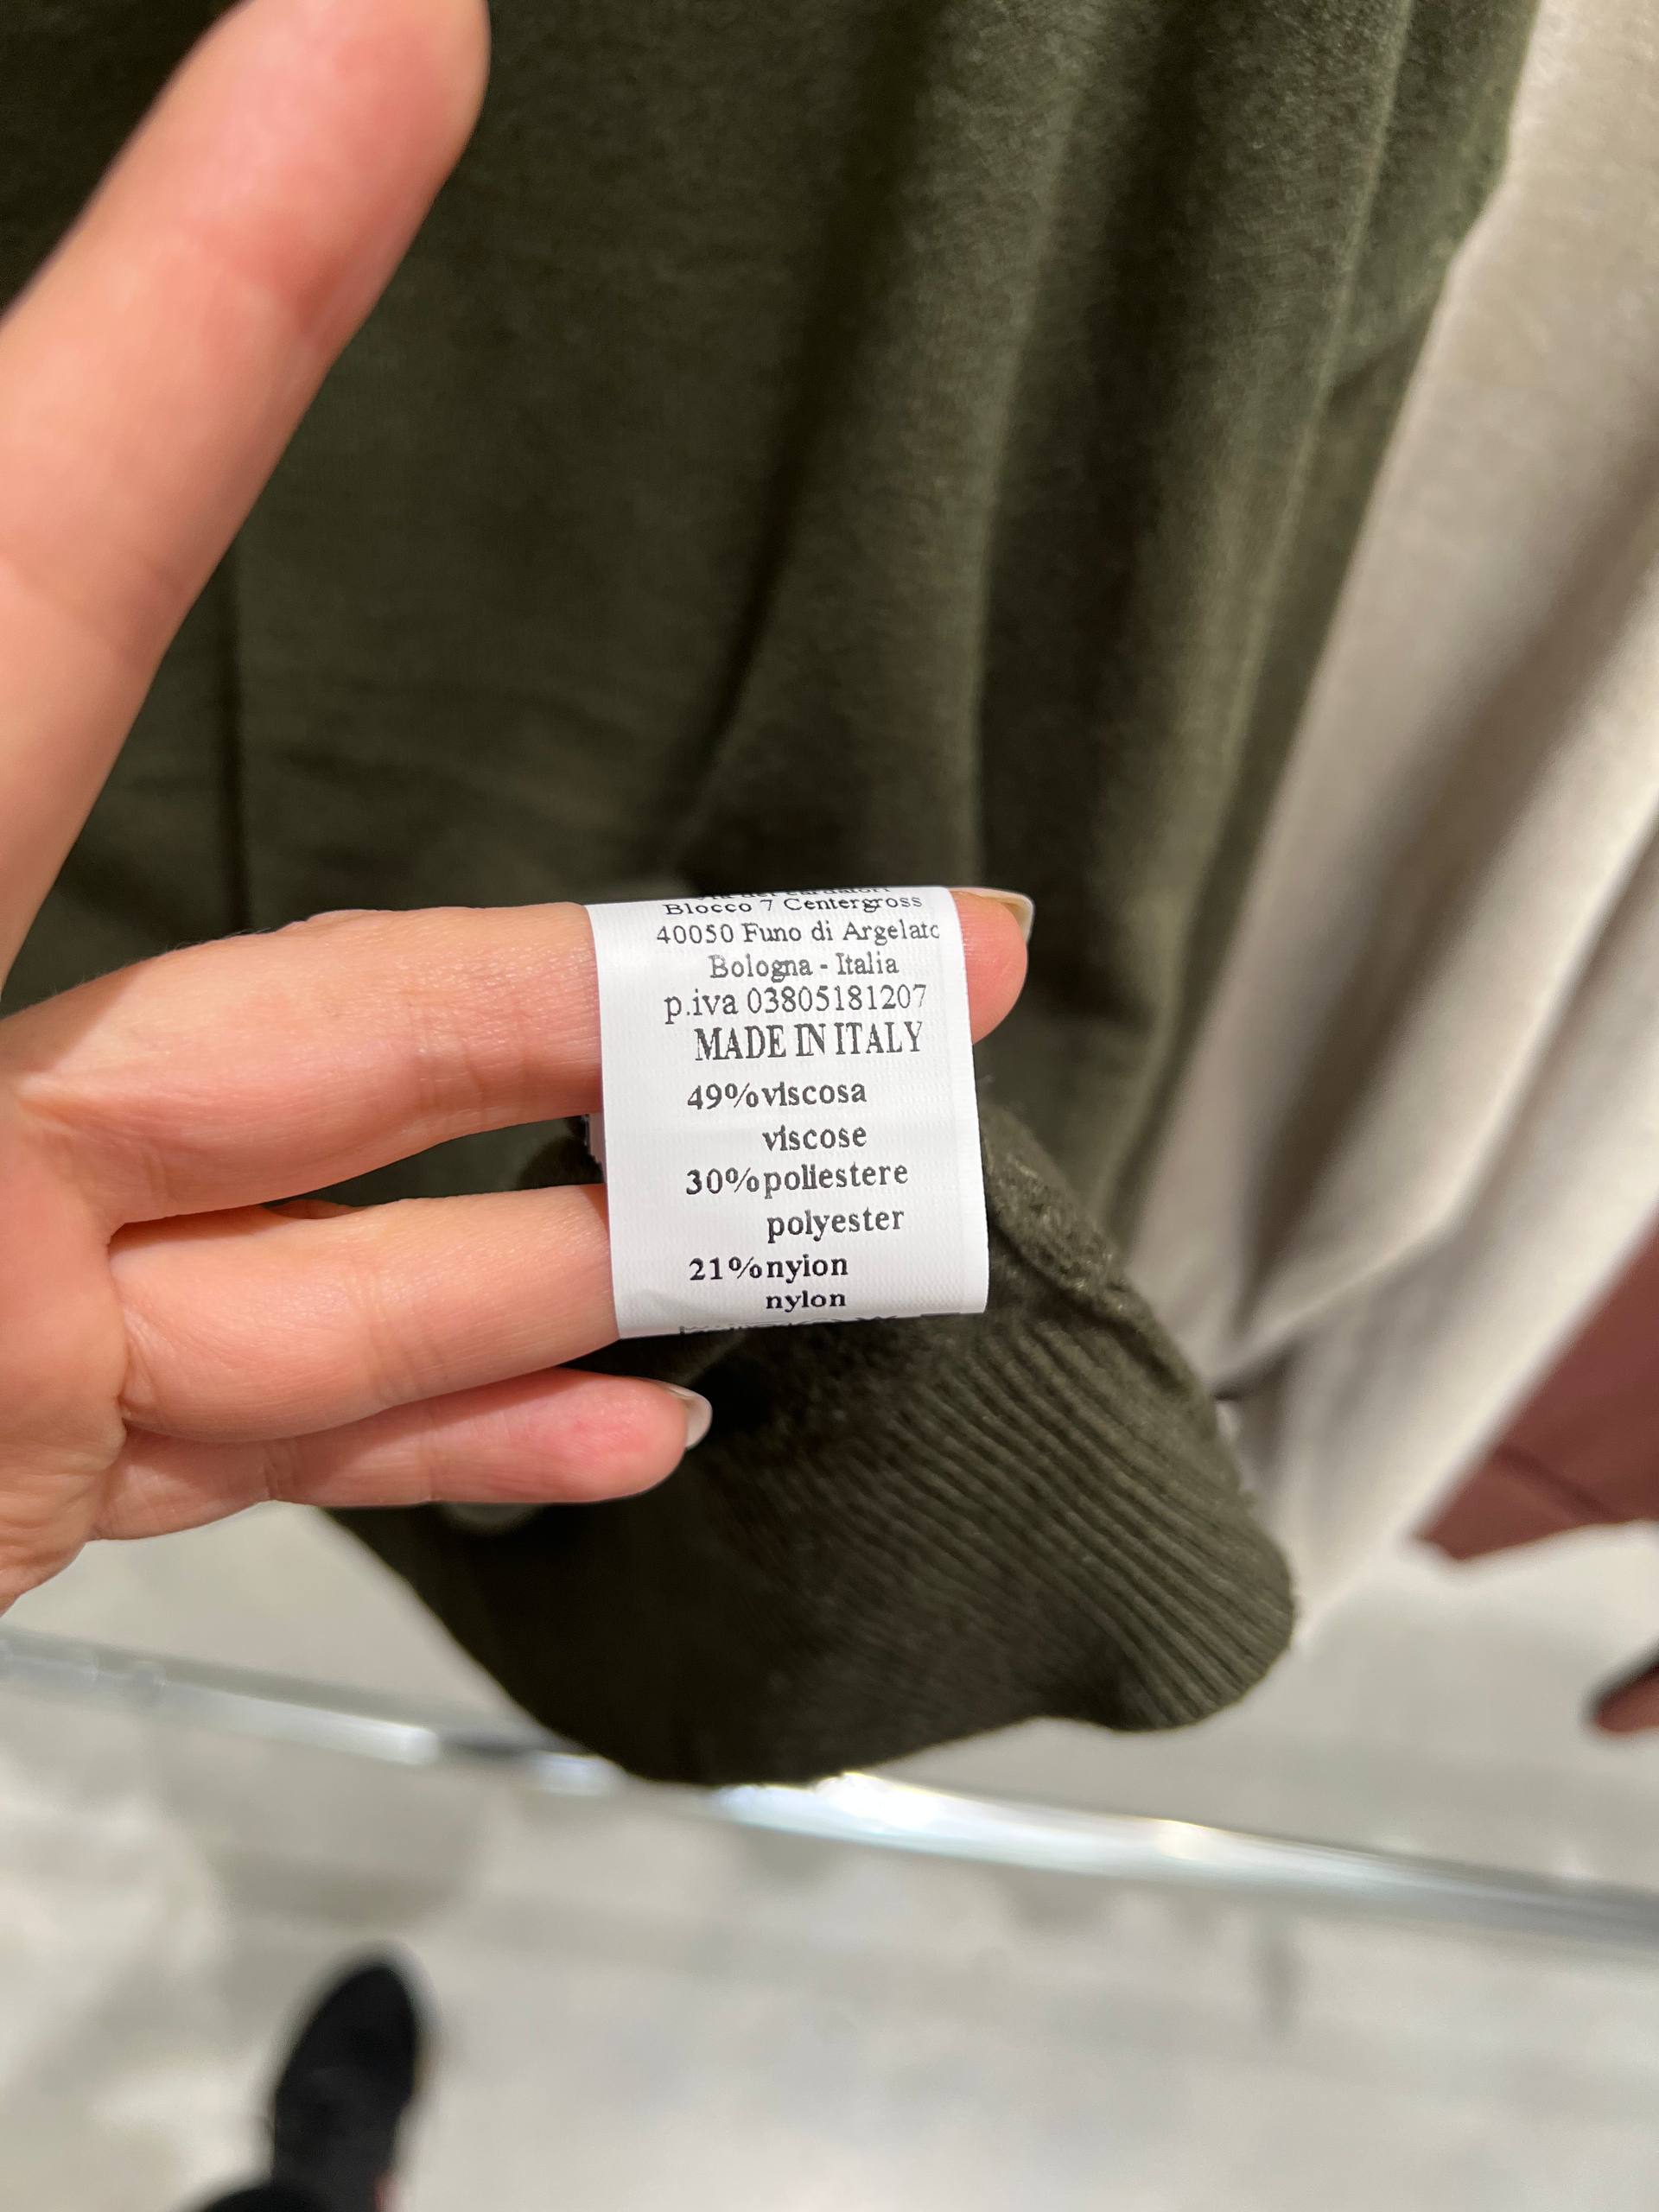 Blocco 7 Centergross
40050 Funo di Argelato
Bologna - Italia
p.iva 03805181207
MADE IN ITALY
49% viscosa
viscose
30% poliestere
polyester
21% nyion
nylon